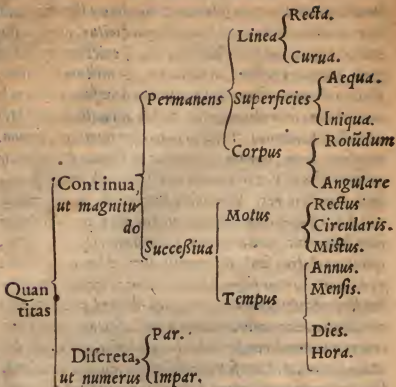 Recta.
Linea
Curua.
Aequa.
Permanens
Superficies
Iniqua.
Rotũdum
Corpus
Continua,
Angulare
ut magnitu
Motus
Rectus
do
Circularis.
Succeßiua
Mistus.
Annus.
Quan
Mensis.
titas
Tempus
Par.
Dies.
Discreta,
Hora.
ut numerus
Impar.